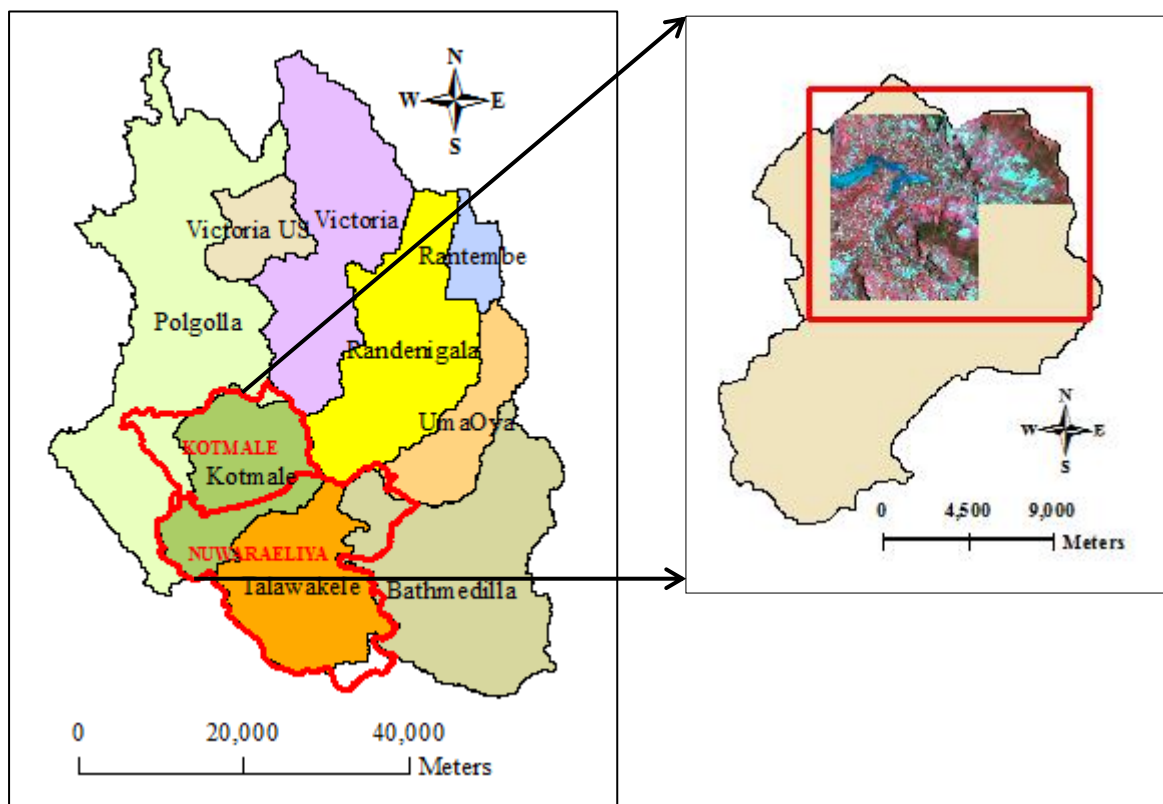 N
W E
S
Victoria US
Victoria
Rantembe
Polgolla
Randenigala
UmaOya
KOTMALE
Kotmale
NUWARAELIYA
Talawakele
Bathmedilla
0 20,000 40,000
Meters
N
W E
S
0 4,500 9,000
Meters